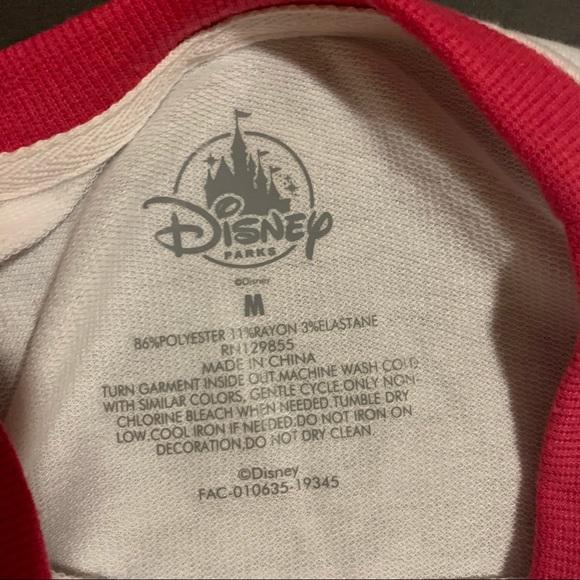 Disney
PARKS
©Disney
M
86%POLYESTER 11%RAYON 3%ELASTANE
RN129855
MADE IN CHINA
TURN GARMENT INSIDE OUT.MACHINE WASH COLD
WITH SIMILAR COLORS, GENTLE CYCLE.ONLY NON-
CHLORINE BLEACH WHEN NEEDED.TUMBLE DRY
LOW.COOL IRON IF NEEDED.DO NOT IRON ON
DECORATION.DO NOT DRY CLEAN.
©Disney
FAC-010635-19345